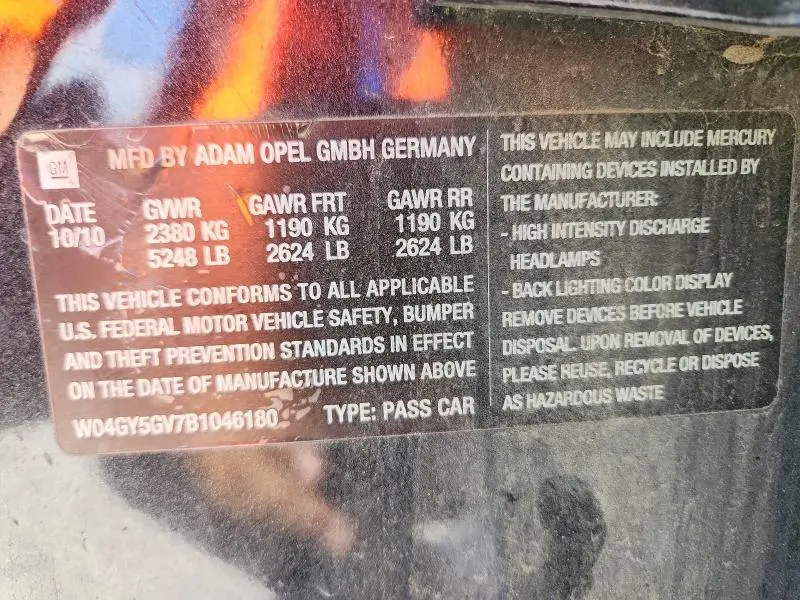 GM
MFD BY ADAM OPEL GMBH GERMANY
DATE GVWR GAWR FRT GAWR RR
10/10 2380 KG 1190 KG 1190 KG
5248 LB 2624 LB 2624 LB
THIS VEHICLE CONFORMS TO ALL APPLICABLE
U.S. FEDERAL MOTOR VEHICLE SAFETY, BUMPER
AND THEFT PREVENTION STANDARDS IN EFFECT
ON THE DATE OF MANUFACTURE SHOWN ABOVE
W04GY5GV7B1046180 TYPE: PASS CAR
THIS VEHICLE MAY INCLUDE MERCURY
CONTAINING DEVICES INSTALLED BY
THE MANUFACTURER:
- HIGH INTENSITY DISCHARGE
HEADLAMPS
- BACK LIGHTING COLOR DISPLAY
REMOVE DEVICES BEFORE VEHICLE
DISPOSAL. UPON REMOVAL OF DEVICES,
PLEASE REUSE, RECYCLE OR DISPOSE
AS HAZARDOUS WASTE